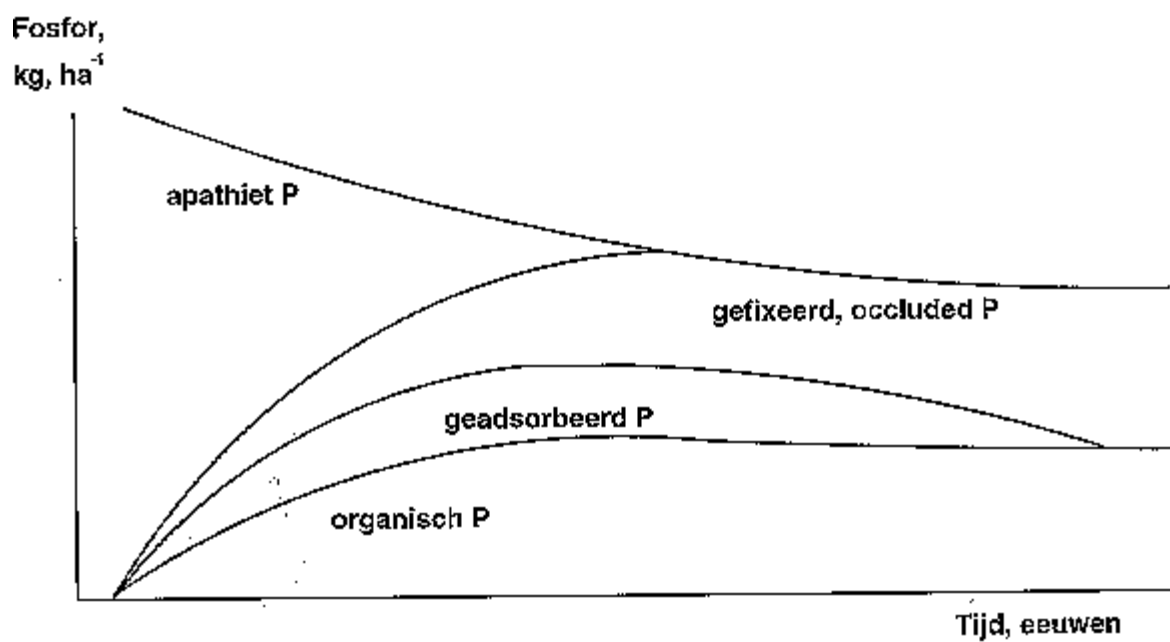 Fosfor,
kg, ha⁻¹
apathiet P
gefixeerd, occluded P
geadsorbeerd P
organisch P
Tijd, eeuwen